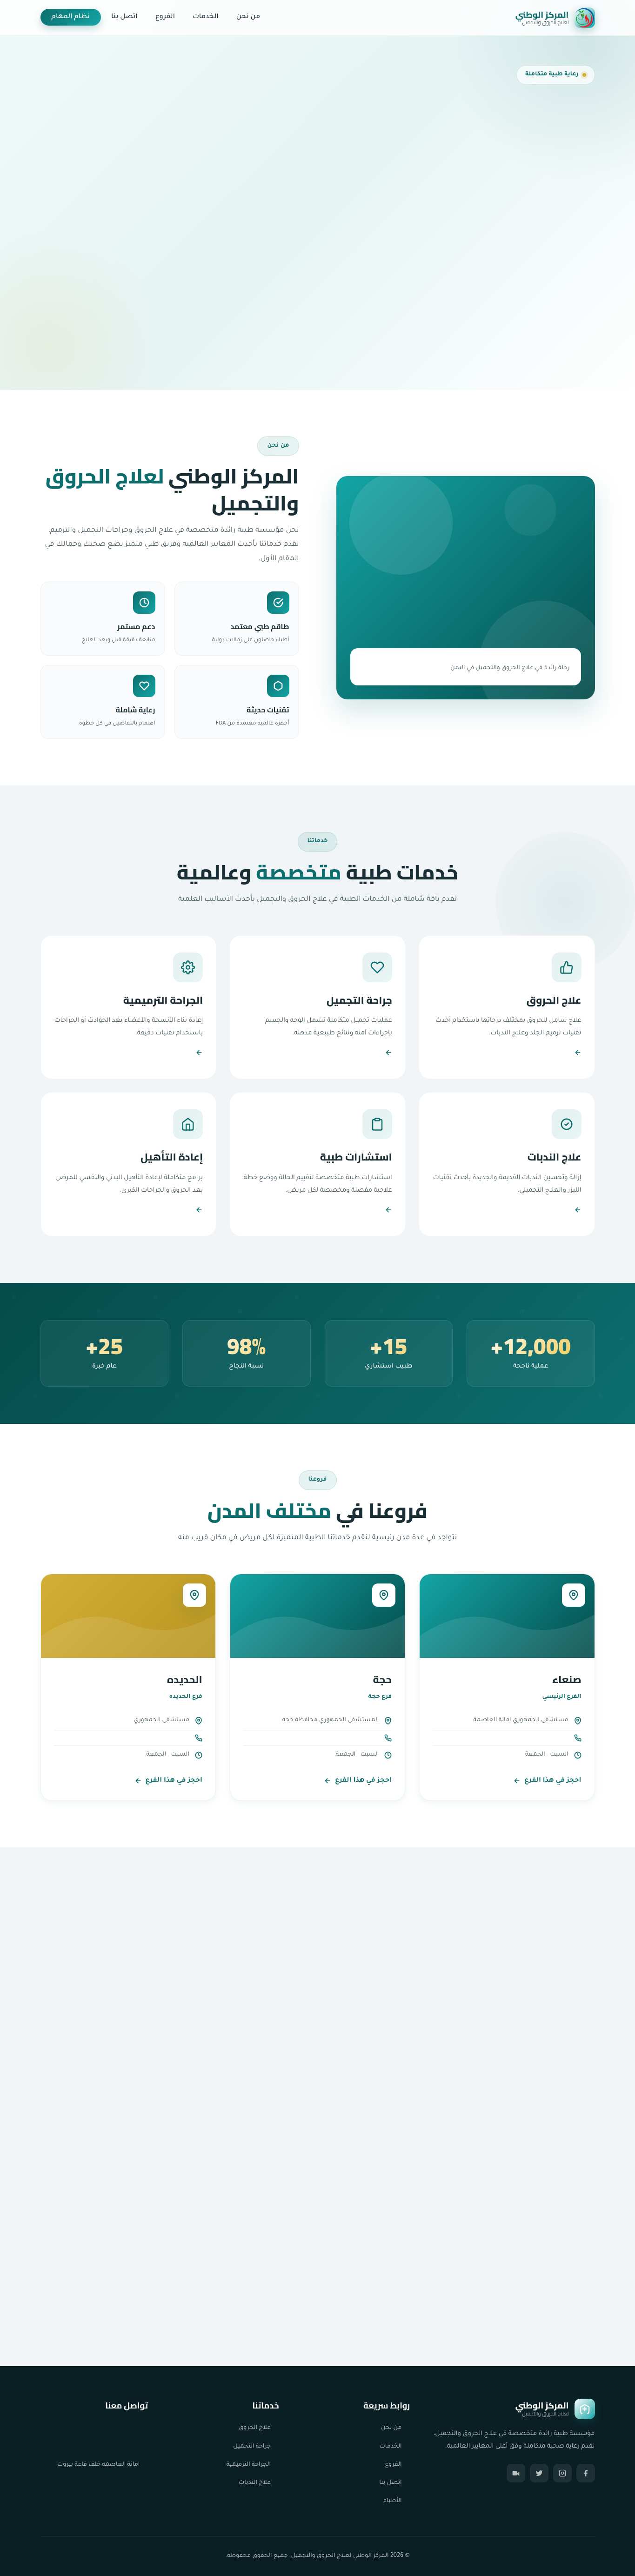 المركز الوطني
لعلاج الحروق والتجميل
من نحن
الخدمات
الفروع
اتصل بنا
نظام المهام
رعاية طبية متكاملة
من نحن
المركز الوطني لعلاج الحروق
والتجميل
نحن مؤسسة طبية رائدة متخصصة في علاج الحروق وجراحات التجميل والترميم.
نقدم خدماتنا بأحدث المعايير العالمية وفريق طبي متميز يضع صحتك وجمالك في
المقام الأول.
رحلة رائدة في علاج الحروق والتجميل في اليمن
طاقم طبي معتمد
أطباء حاصلون على زمالات دولية
دعم مستمر
متابعة دقيقة قبل وبعد العلاج
تقنيات حديثة
أجهزة عالمية معتمدة من FDA
رعاية شاملة
اهتمام بالتفاصيل في كل خطوة
خدماتنا
خدمات طبية متخصصة وعالمية
نقدم باقة شاملة من الخدمات الطبية في علاج الحروق والتجميل بأحدث الأساليب العلمية
علاج الحروق
علاج شامل للحروق بمختلف درجاتها باستخدام أحدث
تقنيات ترميم الجلد وعلاج الندبات.
جراحة التجميل
عمليات تجميل متكاملة تشمل الوجه والجسم
بإجراءات آمنة ونتائج طبيعية مذهلة.
الجراحة الترميمية
إعادة بناء الأنسجة والأعضاء بعد الحوادث أو الجراحات
باستخدام تقنيات دقيقة.
علاج الندبات
إزالة وتحسين الندبات القديمة والجديدة بأحدث تقنيات
الليزر والعلاج التجميلي.
استشارات طبية
استشارات طبية متخصصة لتقييم الحالة ووضع خطة
علاجية مفصلة ومخصصة لكل مريض.
إعادة التأهيل
برامج متكاملة لإعادة التأهيل البدني والنفسي للمرضى
بعد الحروق والجراحات الكبرى.
+12,000
عملية ناجحة
+15
طبيب استشاري
98%
نسبة النجاح
+25
عام خبرة
فروعنا
فروعنا في مختلف المدن
نتواجد في عدة مدن رئيسية لنقدم خدماتنا الطبية المتميزة لكل مريض في مكان قريب منه
صنعاء
الفرع الرئيسي
مستشفى الجمهوري امانة العاصمة
السبت - الجمعة
احجز في هذا الفرع
حجة
فرع حجة
المستشفى الجمهوري محافظة حجه
السبت - الجمعة
احجز في هذا الفرع
الحديده
فرع الحديده
مستشفى الجمهوري
السبت - الجمعة
احجز في هذا الفرع
المركز الوطني
لعلاج الحروق والتجميل
مؤسسة طبية رائدة متخصصة في علاج الحروق والتجميل،
نقدم رعاية صحية متكاملة وفق أعلى المعايير العالمية.
روابط سريعة
من نحن
الخدمات
الفروع
اتصل بنا
الأطباء
خدماتنا
علاج الحروق
جراحة التجميل
الجراحة الترميمية
علاج الندبات
تواصل معنا
امانة العاصمه خلف قاعة بيروت
© 2026 المركز الوطني لعلاج الحروق والتجميل. جميع الحقوق محفوظة.